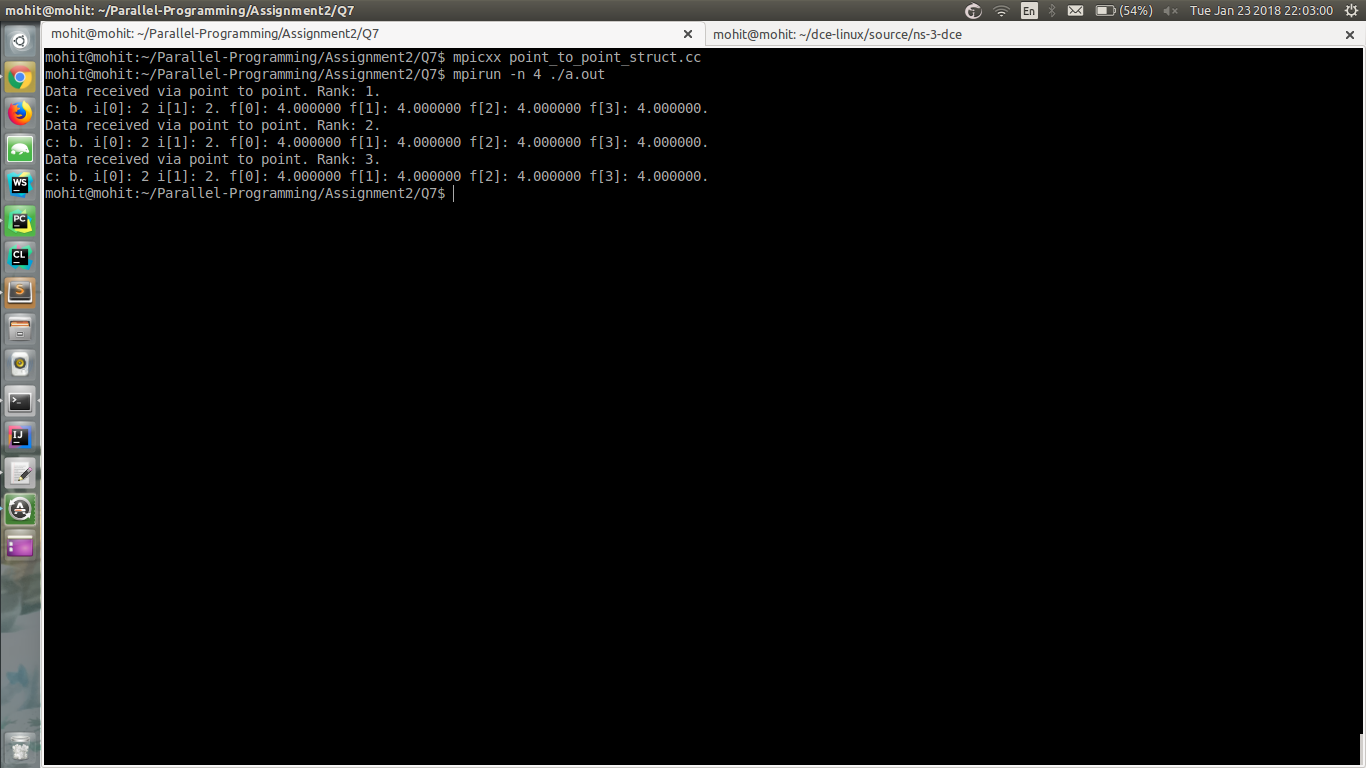 mohit@mohit: ~/Parallel-Programming/Assignment2/Q7
En
(54%)
Tue Jan 23 2018 22:03:00
mohit@mohit: ~/Parallel-Programming/Assignment2/Q7
mohit@mohit: ~/dce-linux/source/ns-3-dce
mohit@mohit:~/Parallel-Programming/Assignment2/Q7$ mpicxx point_to_point_struct.cc
mohit@mohit:~/Parallel-Programming/Assignment2/Q7$ mpirun -n 4 ./a.out
Data received via point to point. Rank: 1.
c: b. i[0]: 2 i[1]: 2. f[0]: 4.000000 f[1]: 4.000000 f[2]: 4.000000 f[3]: 4.000000.
Data received via point to point. Rank: 2.
c: b. i[0]: 2 i[1]: 2. f[0]: 4.000000 f[1]: 4.000000 f[2]: 4.000000 f[3]: 4.000000.
Data received via point to point. Rank: 3.
c: b. i[0]: 2 i[1]: 2. f[0]: 4.000000 f[1]: 4.000000 f[2]: 4.000000 f[3]: 4.000000.
mohit@mohit:~/Parallel-Programming/Assignment2/Q7$
WS
PC
CL
S
IJ
A